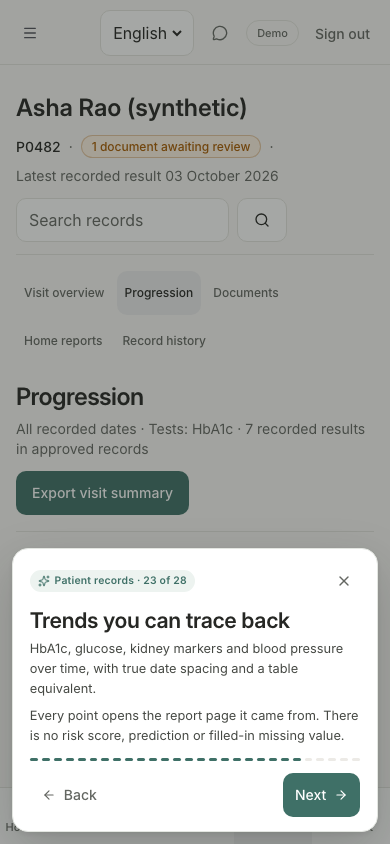 English
Demo
Sign out
Asha Rao (synthetic)
P0482 · 1 document awaiting review ·
Latest recorded result 03 October 2026
Search records
Visit overview Progression Documents
Home reports Record history
Progression
All recorded dates · Tests: HbA1c · 7 recorded results
in approved records
Export visit summary
Patient records · 23 of 28
Trends you can trace back
HbA1c, glucose, kidney markers and blood pressure
over time, with true date spacing and a table
equivalent.
Every point opens the report page it came from. There
is no risk score, prediction or filled-in missing value.
Back
Next